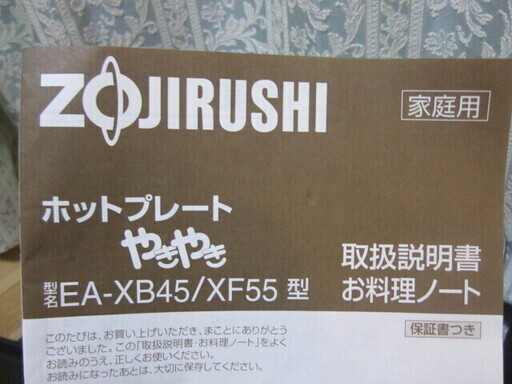 ZOJIRUSHI
家庭用
ホットプレート
やきやき
型名 EA-XB45/XF55 型
取扱説明書
お料理ノート
保証書つき
このたびは、お買い上げいただき、まことにありがとう
ございました。この「取扱説明書・お料理ノート」をよく
お読みのうえ、正しくお使いください。
お読みになったあとは、大切に保存してください。